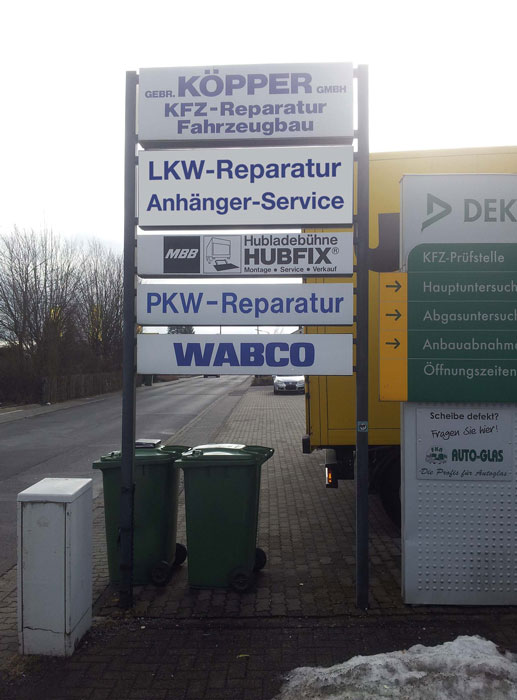 GEBR. KÖPPER GMBH
KFZ-Reparatur
Fahrzeugbau
LKW-Reparatur
Anhänger-Service
MBB
Hubladebühne
HUBFIX®
Montage • Service • Verkauf
PKW-Reparatur
WABCO
DEK
KFZ-Prüfstelle
Hauptuntersuch
Abgasuntersuc
Anbauabnahm
Öffnungszeiten
Scheibe defekt?
Fragen Sie hier!
AUTO-GLAS
Die Profis für Autoglas